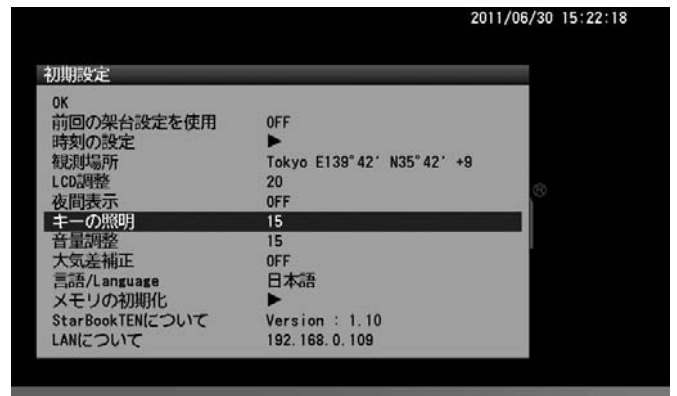 2011/06/30 15:22:18
初期設定
OK
前回の架台設定を使用 OFF
時刻の設定 ▶
観測場所 Tokyo E139°42′ N35°42′ +9
LCD調整 20
夜間表示 OFF
キーの照明 15
音量調整 15
大気差補正 OFF
言語/Language 日本語
メモリの初期化 ▶
StarBookTENについて Version : 1.10
LANについて 192.168.0.109
®